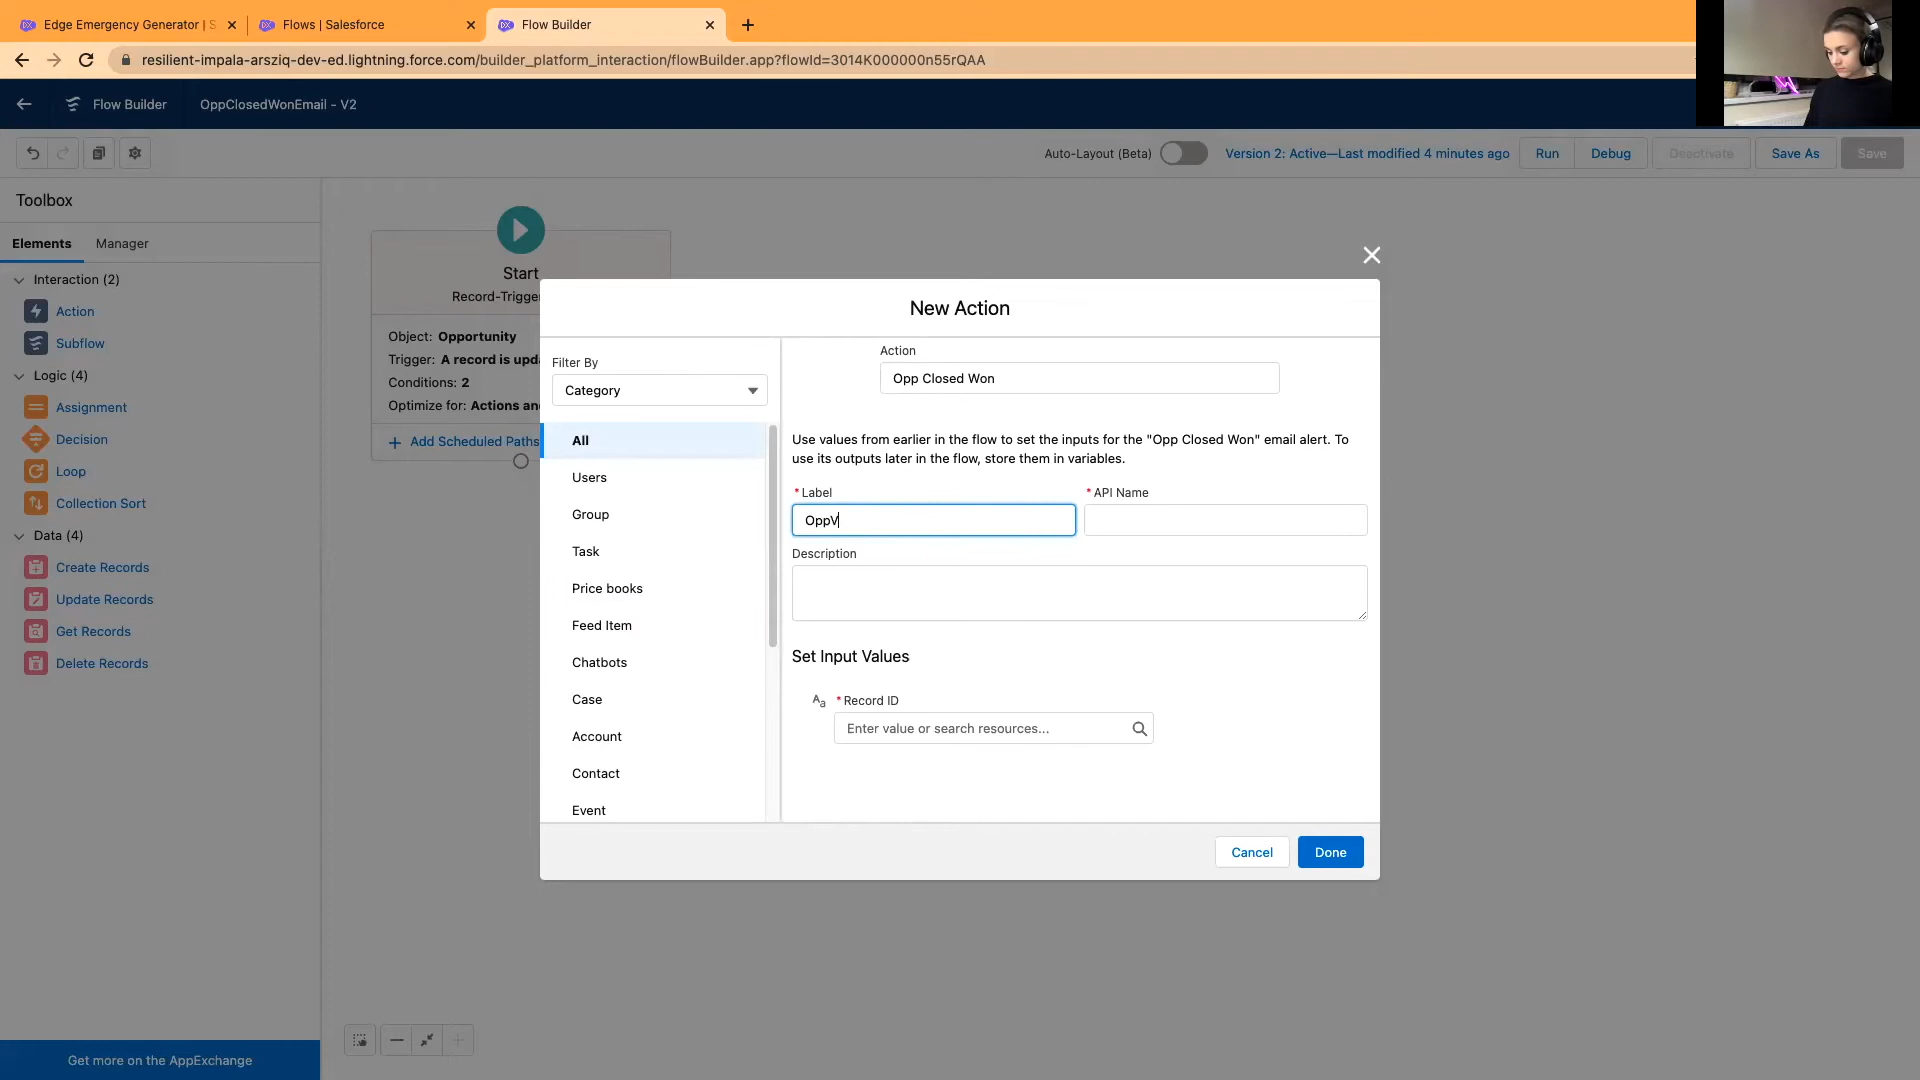 Edge Emergency Generator | S
Flows | Salesforce
Flow Builder
resilient-impala-arsziq-dev-ed.lightning.force.com/builder_platform_interaction/flowBuilder.app?flowId=3014K000000n55rQAA
Flow Builder
OppClosedWonEmail - V2
Auto-Layout (Beta)
Version 2: Active—Last modified 4 minutes ago
Run
Debug
Deactivate
Save As
Save
Toolbox
Elements
Manager
Interaction (2)
Action
Subflow
Logic (4)
Assignment
Decision
Loop
Collection Sort
Data (4)
Create Records
Update Records
Get Records
Delete Records
Get more on the AppExchange
Start
Record-Trigge
Object: Opportunity
Trigger: A record is upda
Conditions: 2
Optimize for: Actions an
+ Add Scheduled Paths
New Action
Filter By
Category
All
Users
Group
Task
Price books
Feed Item
Chatbots
Case
Account
Contact
Event
Action
Opp Closed Won
Use values from earlier in the flow to set the inputs for the "Opp Closed Won" email alert. To
use its outputs later in the flow, store them in variables.
* Label
OppV
* API Name
Description
Set Input Values
Aa * Record ID
Enter value or search resources...
Cancel
Done